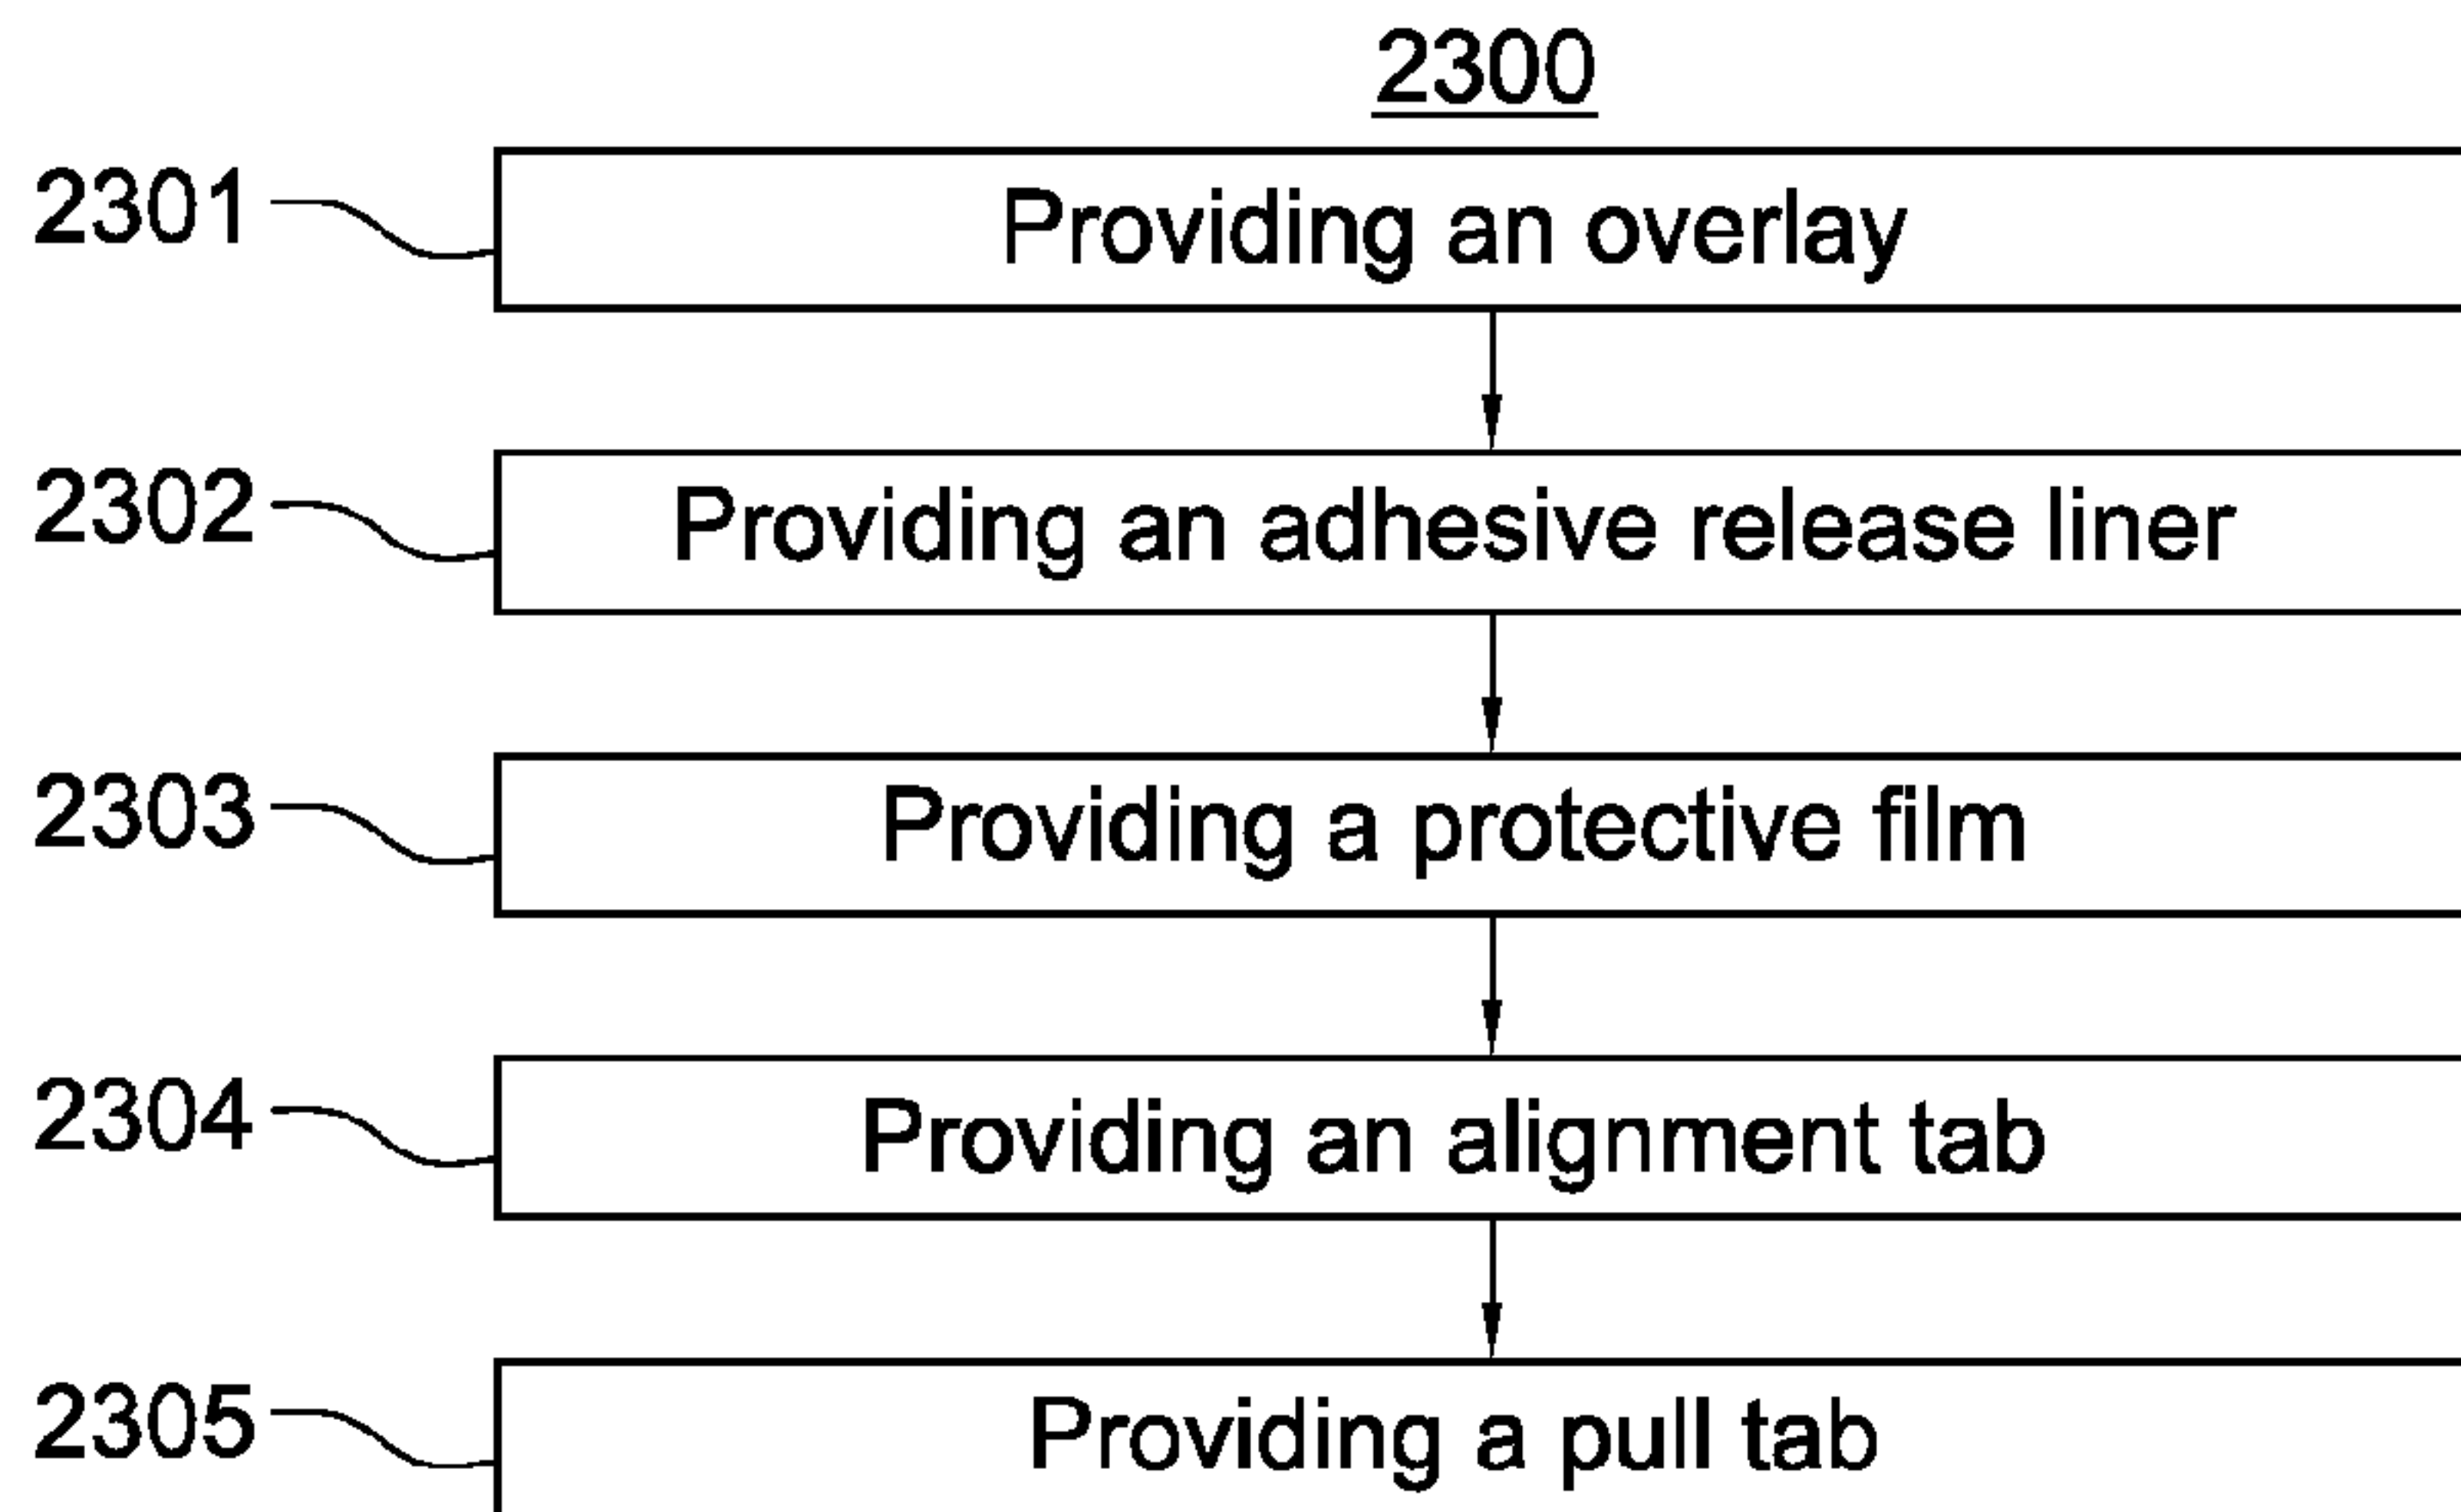 2300
2301 Providing an overlay
2302 Providing an adhesive release liner
2303 Providing a protective film
2304 Providing an alignment tab
2305 Providing a pull tab